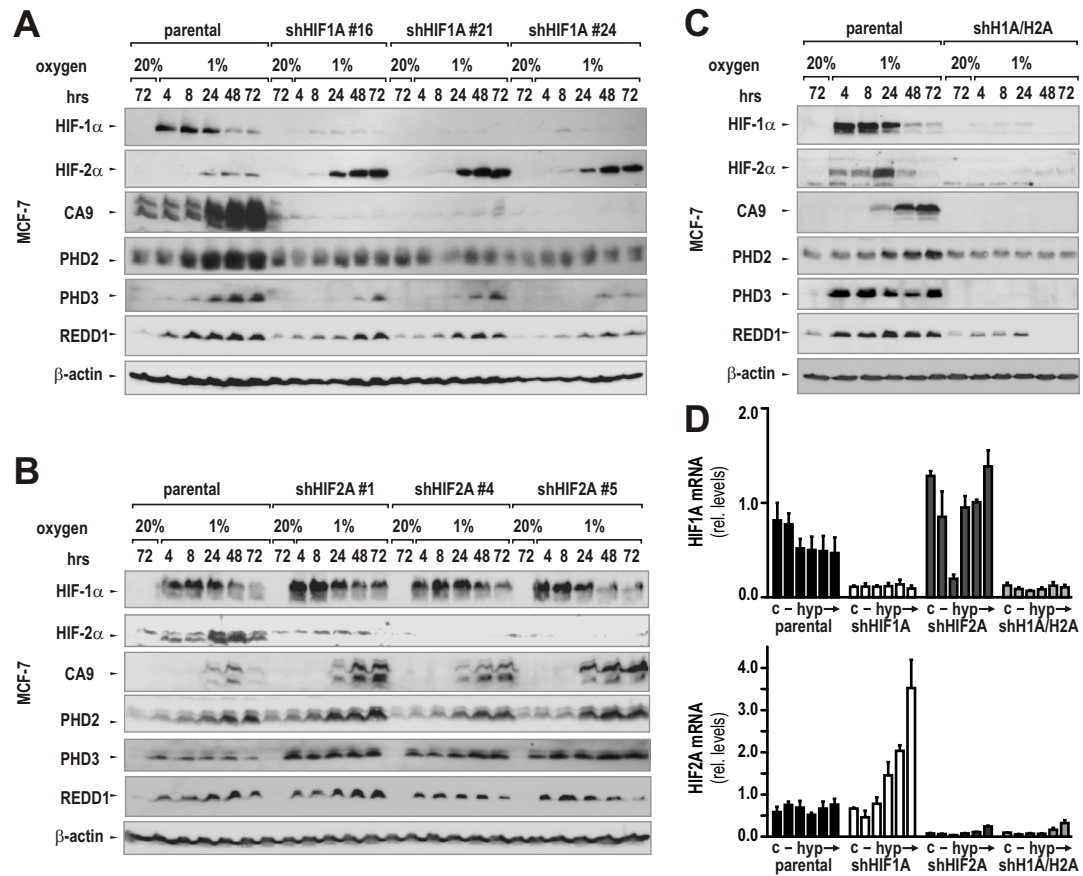 A
parental shHIF1A #16 shHIF1A #21 shHIF1A #24
oxygen 20% 1% 20% 1% 20% 1% 20% 1%
hrs 72 4 8 24 48 72 72 4 8 24 48 72 72 4 8 24 48 72 72 4 8 24 48 72
HIF-1α
HIF-2α
CA9
PHD2
PHD3
REDD1
β-actin
MCF-7
B
parental shHIF2A #1 shHIF2A #4 shHIF2A #5
oxygen 20% 1% 20% 1% 20% 1% 20% 1%
hrs 72 4 8 24 48 72 72 4 8 24 48 72 72 4 8 24 48 72 72 4 8 24 48 72
HIF-1α
HIF-2α
CA9
PHD2
PHD3
REDD1
β-actin
MCF-7
C
parental shH1A/H2A
oxygen 20% 1% 20% 1%
hrs 72 4 8 24 48 72 72 4 8 24 48 72
HIF-1α
HIF-2α
CA9
PHD2
PHD3
REDD1
β-actin
MCF-7
D
HIF1A mRNA
(rel. levels)
2.0
1.0
0.0
c – hyp→ c – hyp→ c – hyp→ c – hyp→
parental shHIF1A shHIF2A shH1A/H2A
HIF2A mRNA
(rel. levels)
4.0
3.0
2.0
1.0
0.0
c – hyp→ c – hyp→ c – hyp→ c – hyp→
parental shHIF1A shHIF2A shH1A/H2A